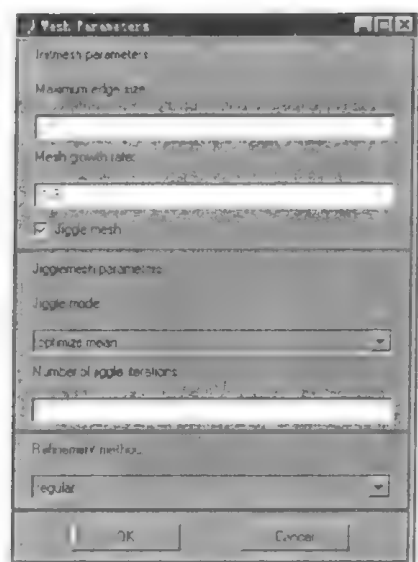 Mesh Parameters
Initmesh parameters
Maximum edge size:
Mesh growth rate:
Jiggle mesh
Jigglemesh parameters
Jiggle mode
optimize mean
Number of jiggle iterations
Refinement method
regular
OK
Cancel